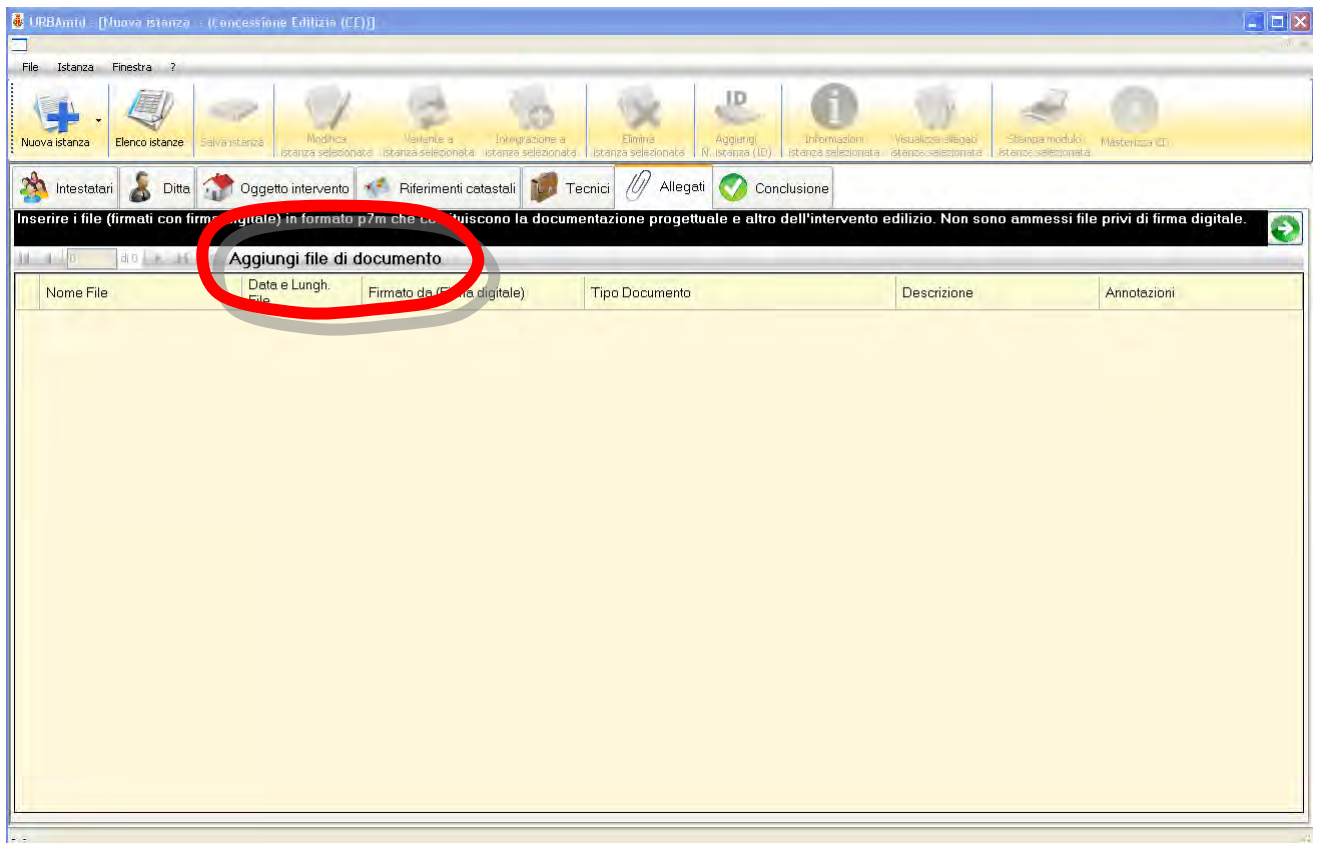 URBAmid - [Nuova istanza - (Concessione Edilizia (CE))]
File Istanza Finestra ?
Nuova istanza
Elenco istanze
Salva istanza
Modifica
istanza selezionata
Variante a
istanza selezionata
Integrazione a
istanza selezionata
Elimina
istanza selezionata
Aggiungi
N. istanza (ID)
Informazioni
istanza selezionata
Visualizza allegati
istanza selezionata
Stampa modulo
istanza selezionata
Masterizza CD
Intestatari Ditta Oggetto intervento Riferimenti catastali Tecnici Allegati Conclusione
Inserire i file (firmati con firma digitale) in formato p7m che costituiscono la documentazione progettuale e altro dell'intervento edilizio. Non sono ammessi file privi di firma digitale.
0 di 0 Aggiungi file di documento
Nome File
Data e Lungh.
File
Firmato da (Firma digitale)
Tipo Documento
Descrizione
Annotazioni